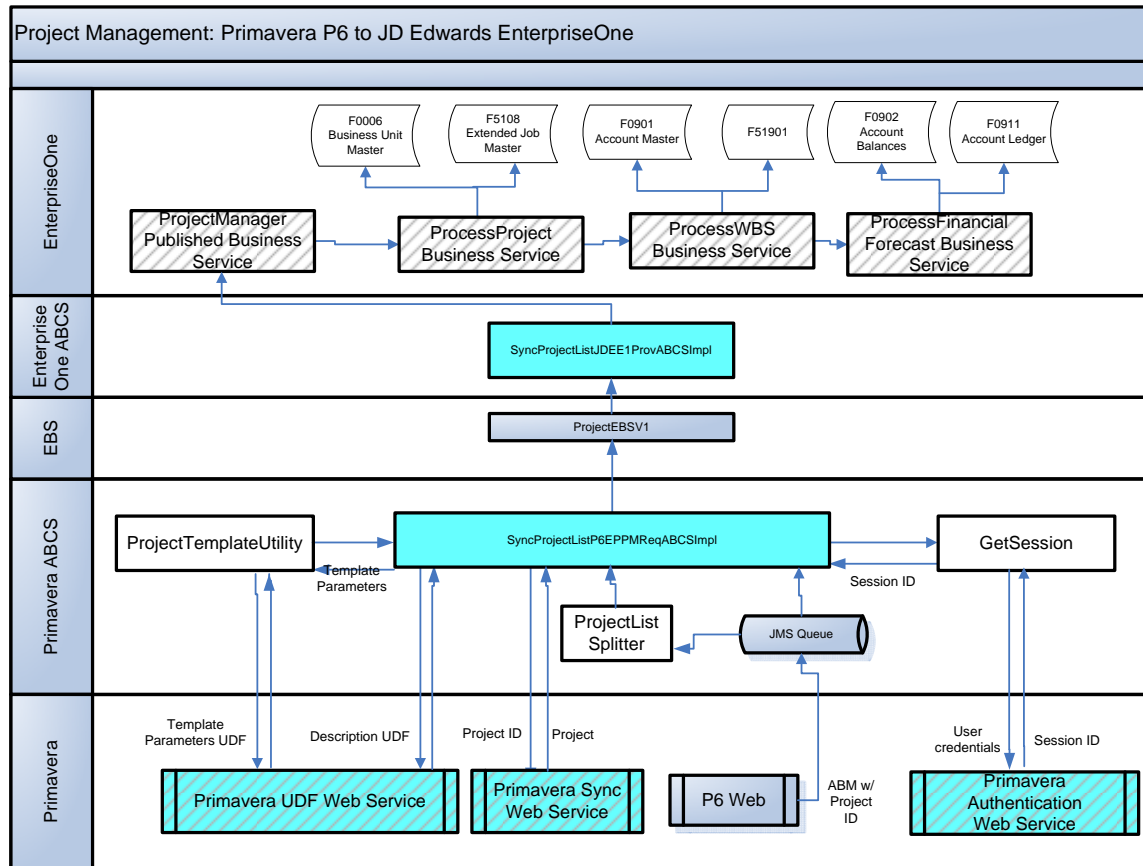 Project Management: Primavera P6 to JD Edwards EnterpriseOne
EnterpriseOne
F0006
Business Unit
Master
F5108
Extended Job
Master
F0901
Account Master
F51901
F0902
Account
Balances
F0911
Account Ledger
ProjectManager
Published Business
Service
ProcessProject
Business Service
ProcessWBS
Business Service
ProcessFinancial
Forecast Business
Service
Enterprise
One ABCS
SyncProjectListJDEE1ProvABCSImpl
EBS
ProjectEBSV1
Primavera ABCS
ProjectTemplateUtility
SyncProjectListP6EPPMReqABCSImpl
GetSession
Template
Parameters
Session ID
ProjectList
Splitter
JMS Queue
Primavera
Template
Parameters UDF
Description UDF
Project ID
Project
User
credentials
Session ID
Primavera UDF Web Service
Primavera Sync
Web Service
P6 Web
ABM w/
Project
ID
Primavera
Authentication
Web Service